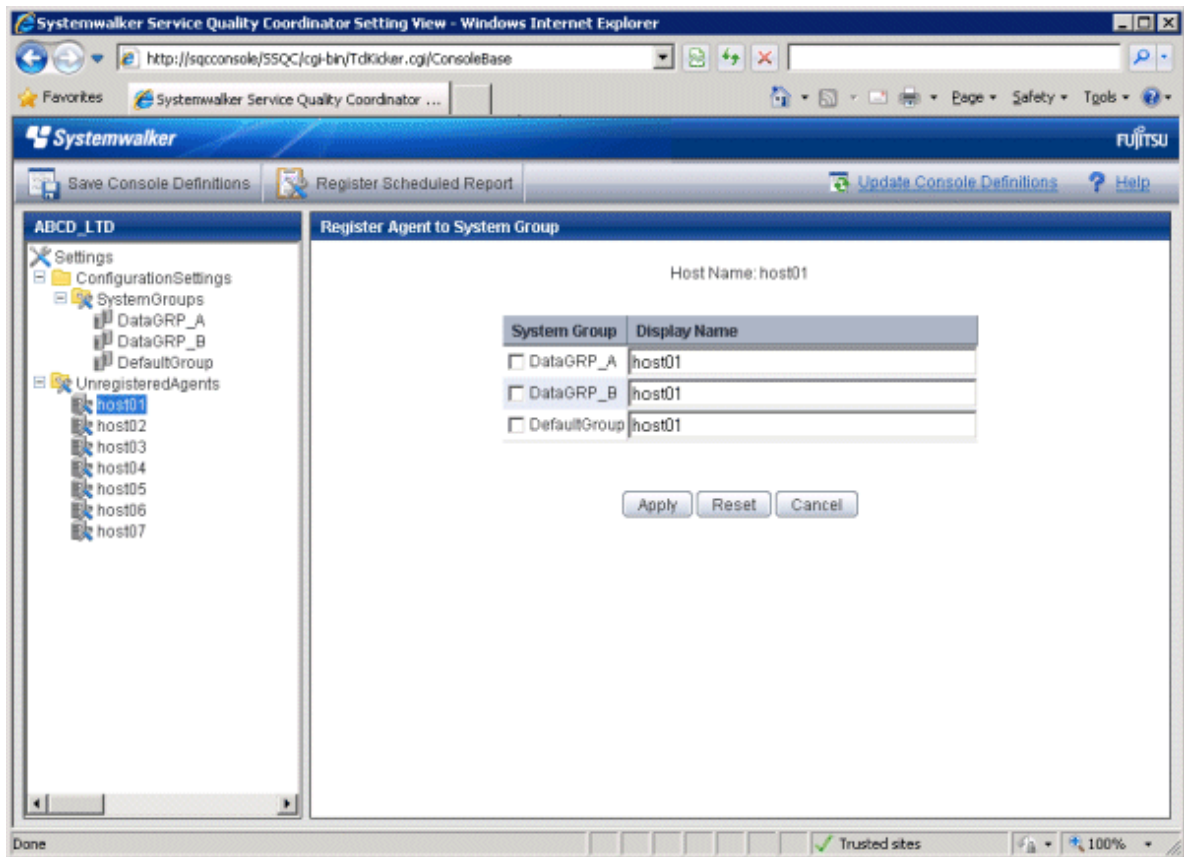 Systemwalker Service Quality Coordinator Setting View - Windows Internet Explorer
http://sqcconsole/SSQC/cgi-bin/TdKicker.cgi/ConsoleBase
Favorites Systemwalker Service Quality Coordinator ... Page Safety Tools
Systemwalker FUJITSU
Save Console Definitions Register Scheduled Report Update Console Definitions ? Help
ABCD_LTD
Settings
ConfigurationSettings
SystemGroups
DataGRP_A
DataGRP_B
DefaultGroup
UnregisteredAgents
host01
host02
host03
host04
host05
host06
host07
Register Agent to System Group
Host Name: host01
System Group Display Name
DataGRP_A host01
DataGRP_B host01
DefaultGroup host01
Apply Reset Cancel
Done Trusted sites 100%